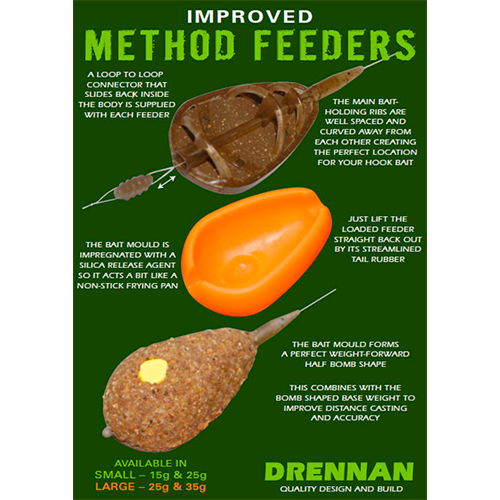 IMPROVED
METHOD FEEDERS
A LOOP TO LOOP
CONNECTOR THAT
SLIDES BACK INSIDE
THE BODY IS SUPPLIED
WITH EACH FEEDER
THE MAIN BAIT-
HOLDING RIBS ARE
WELL SPACED AND
CURVED AWAY FROM
EACH OTHER CREATING
THE PERFECT LOCATION
FOR YOUR HOOK BAIT
JUST LIFT THE
LOADED FEEDER
STRAIGHT BACK OUT
BY ITS STREAMLINED
TAIL RUBBER
THE BAIT MOULD IS
IMPREGNATED WITH A
SILICA RELEASE AGENT
SO IT ACTS A BIT LIKE A
NON-STICK FRYING PAN
THE BAIT MOULD FORMS
A PERFECT WEIGHT-FORWARD
HALF BOMB SHAPE
THIS COMBINES WITH THE
BOMB SHAPED BASE WEIGHT TO
IMPROVE DISTANCE CASTING
AND ACCURACY
AVAILABLE IN
SMALL – 15g & 25g
LARGE – 25g & 35g
DRENNAN
QUALITY DESIGN AND BUILD